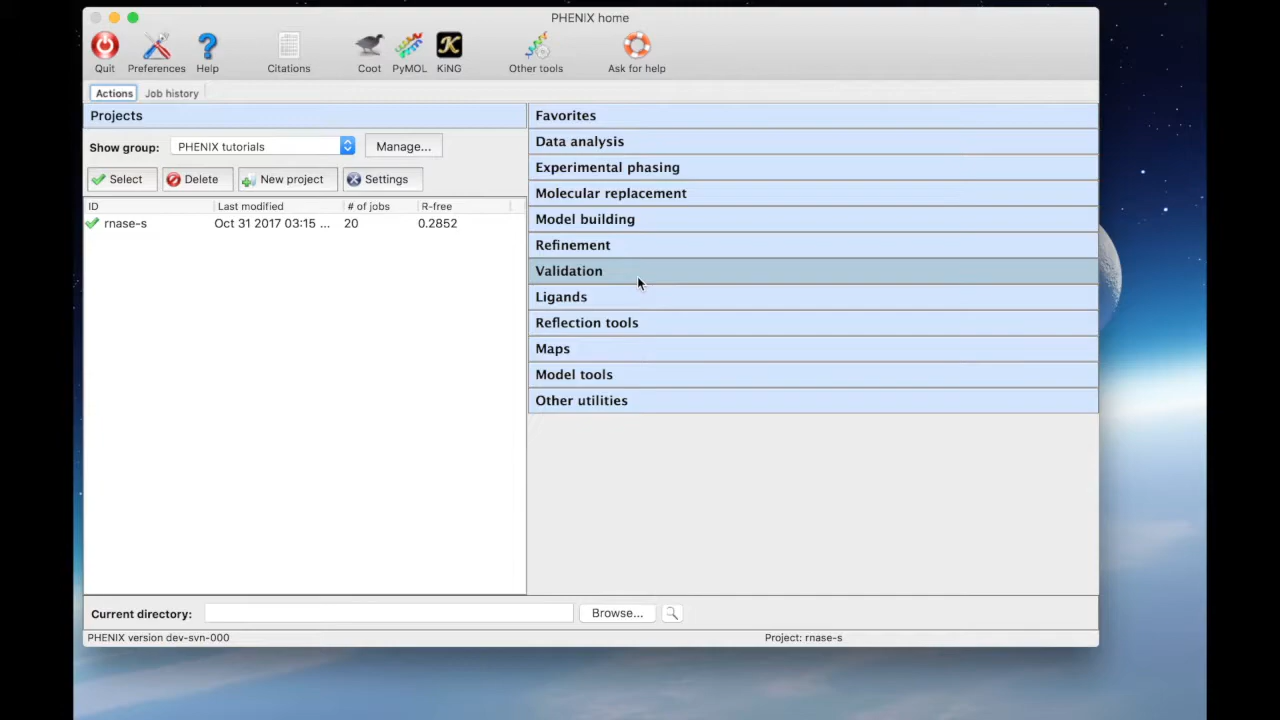 PHENIX home
Quit Preferences Help Citations Coot PyMOL KiNG Other tools Ask for help
K
Actions Job history
Projects
Show group: PHENIX tutorials Manage...
Select Delete New project Settings
ID Last modified # of jobs R-free
rnase-s Oct 31 2017 03:15 ... 20 0.2852
Favorites
Data analysis
Experimental phasing
Molecular replacement
Model building
Refinement
Validation
Ligands
Reflection tools
Maps
Model tools
Other utilities
Current directory: Browse...
PHENIX version dev-svn-000 Project: rnase-s